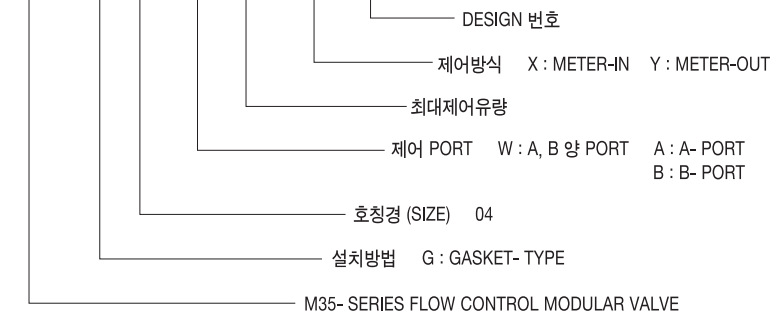 DESIGN 번호
제어방식 X : METER-IN Y : METER-OUT
최대제어유량
제어 PORT W : A, B 양 PORT A : A- PORT
B : B- PORT
호칭경 (SIZE) 04
설치방법 G : GASKET- TYPE
M35- SERIES FLOW CONTROL MODULAR VALVE